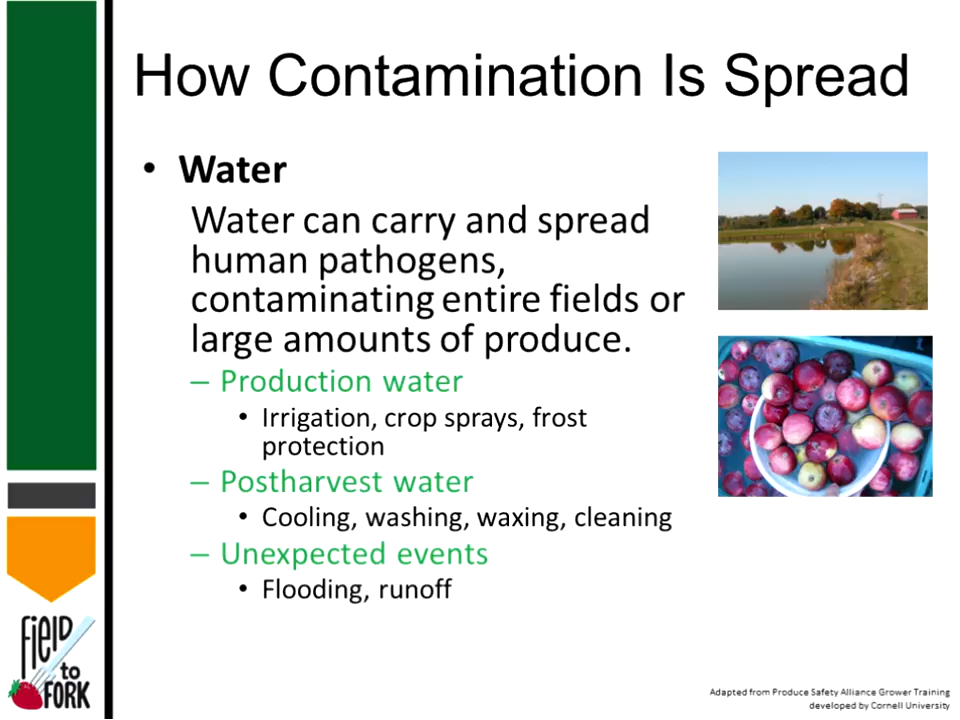 How Contamination Is Spread
• Water
Water can carry and spread
human pathogens,
contaminating entire fields or
large amounts of produce.
– Production water
• Irrigation, crop sprays, frost
protection
– Postharvest water
• Cooling, washing, waxing, cleaning
– Unexpected events
• Flooding, runoff
FiElD
to
FORK
Adapted from Produce Safety Alliance Grower Training
developed by Cornell University